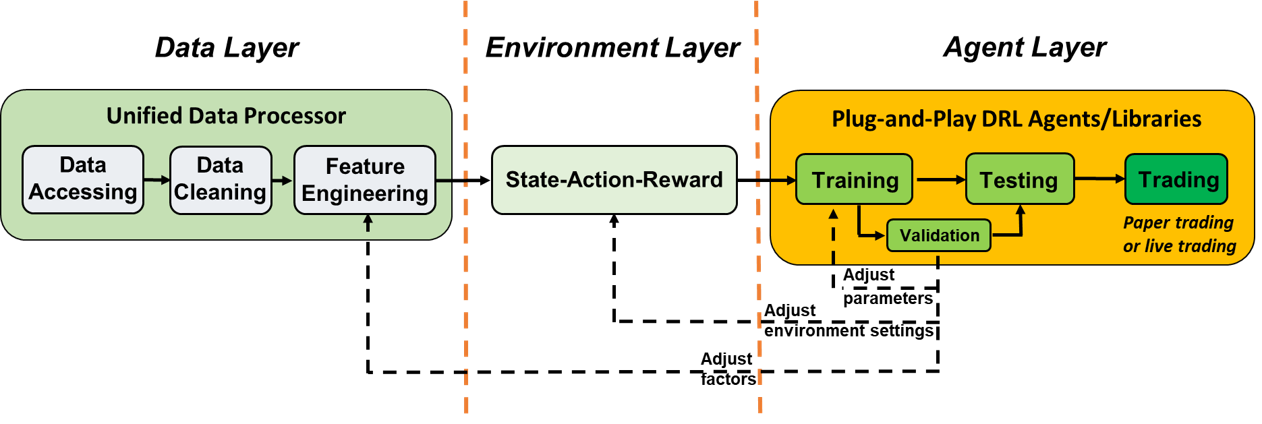 Data Layer
Environment Layer
Agent Layer
Unified Data Processor
Plug-and-Play DRL Agents/Libraries
Data
Accessing
Data
Cleaning
Feature
Engineering
State-Action-Reward
Training
Testing
Trading
Validation
Paper trading
or live trading
Adjust
parameters
Adjust
environment settings
Adjust
factors